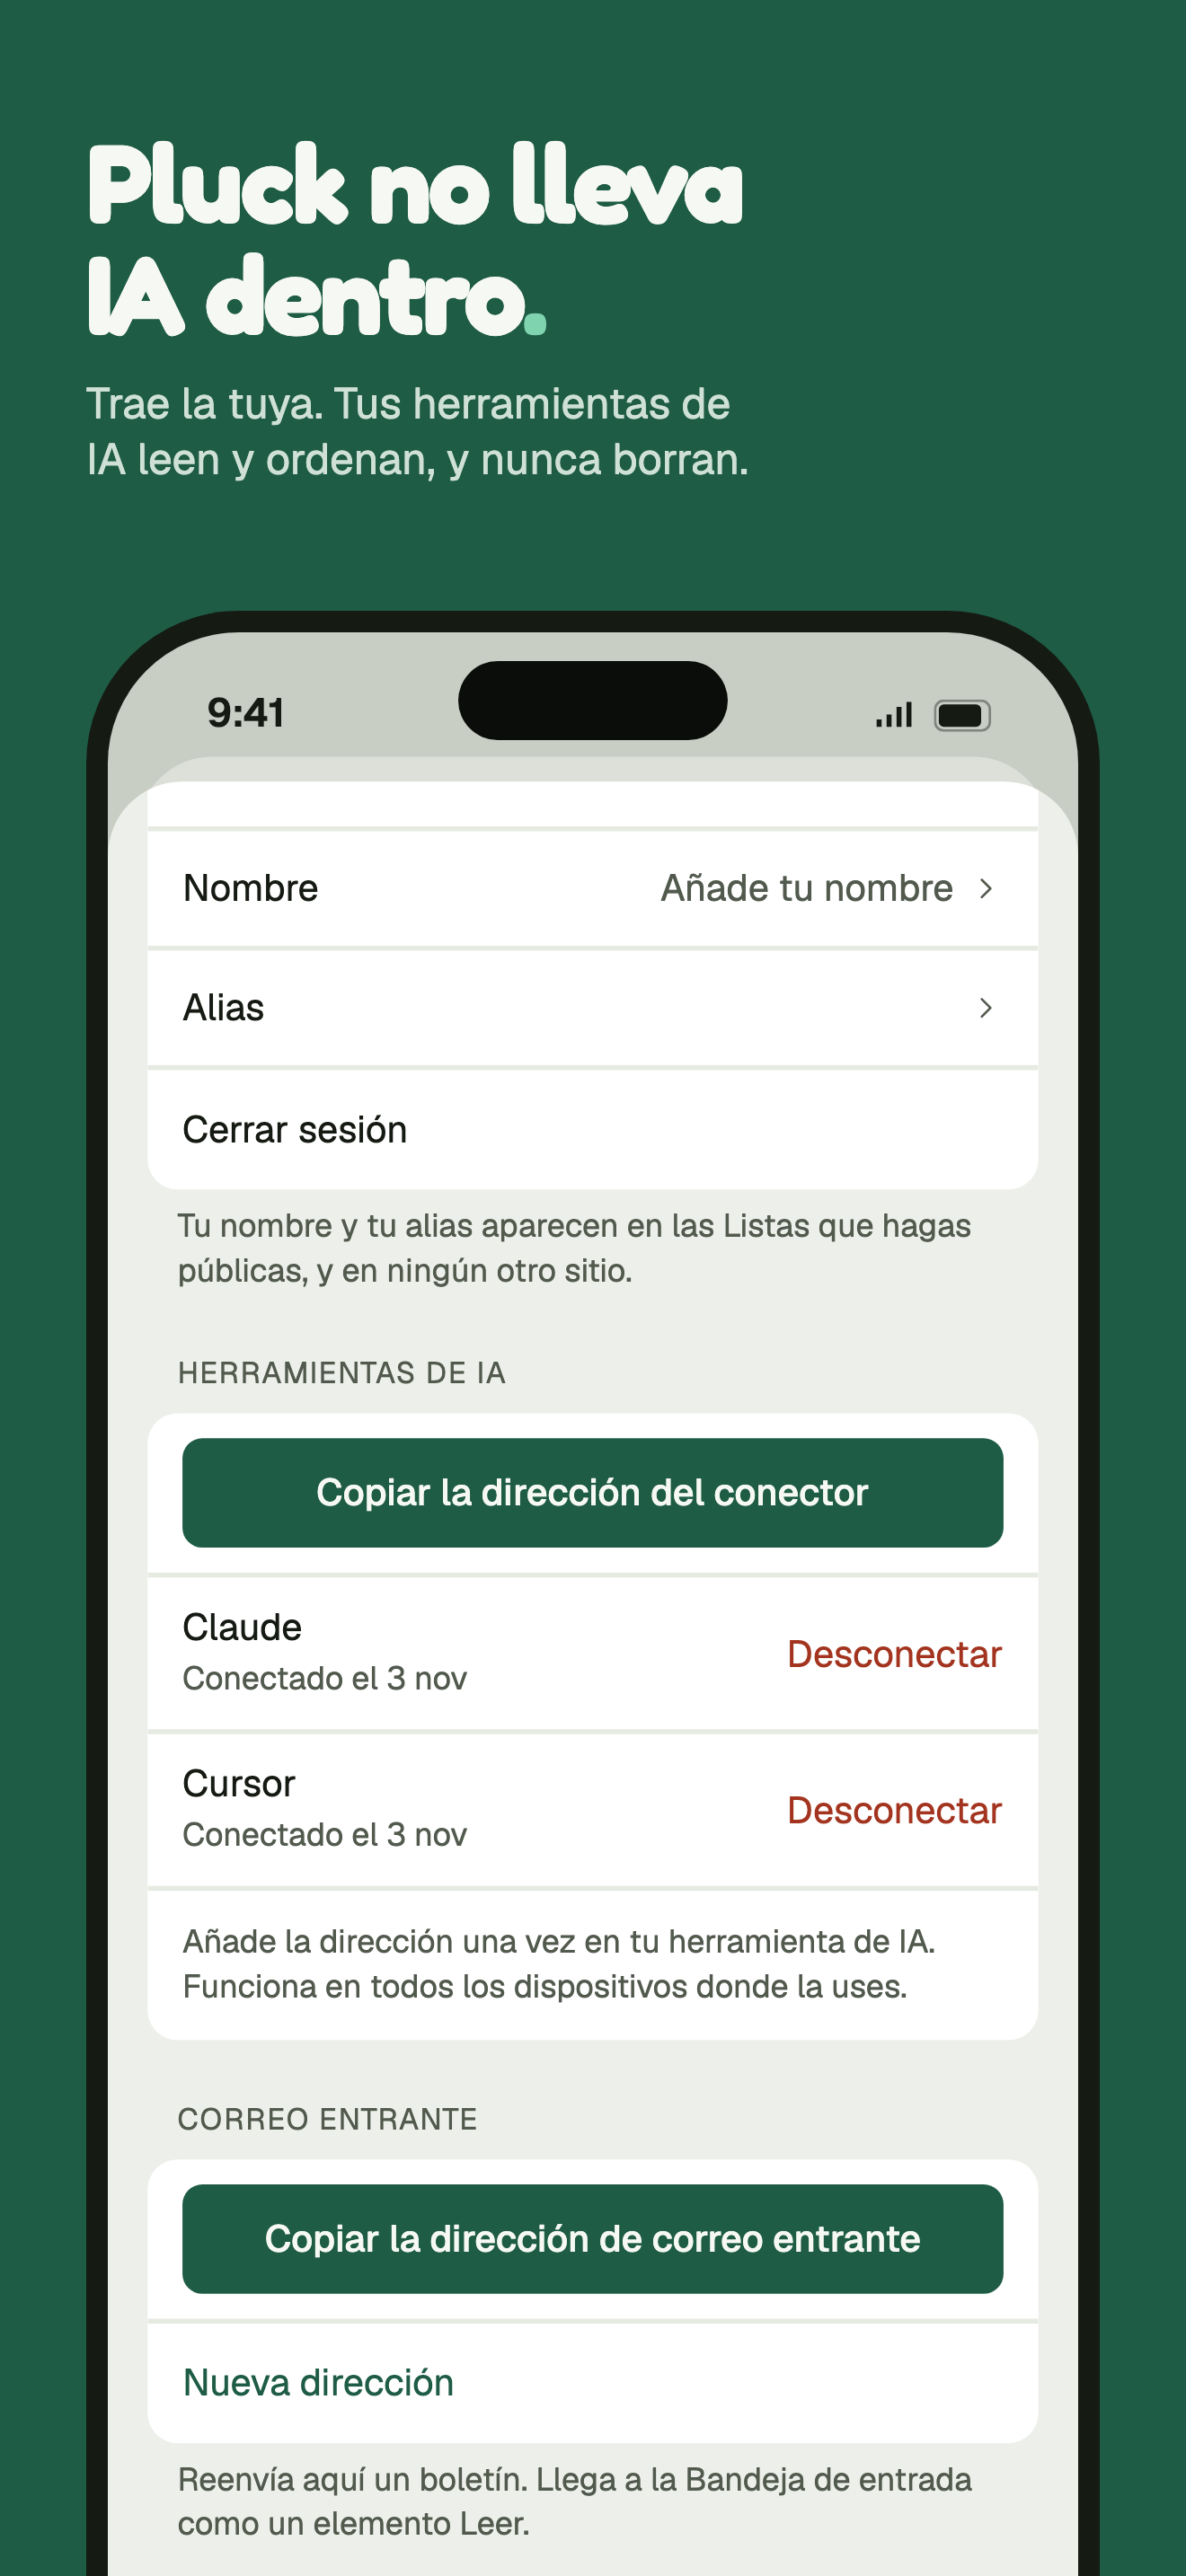 Pluck no lleva
IA dentro.
Trae la tuya. Tus herramientas de
IA leen y ordenan, y nunca borran.
9:41
Nombre
Añade tu nombre
Alias
Cerrar sesión
Tu nombre y tu alias aparecen en las Listas que hagas
públicas, y en ningún otro sitio.
HERRAMIENTAS DE IA
Copiar la dirección del conector
Claude
Conectado el 3 nov
Desconectar
Cursor
Conectado el 3 nov
Desconectar
Añade la dirección una vez en tu herramienta de IA.
Funciona en todos los dispositivos donde la uses.
CORREO ENTRANTE
Copiar la dirección de correo entrante
Nueva dirección
Reenvía aquí un boletín. Llega a la Bandeja de entrada
como un elemento Leer.